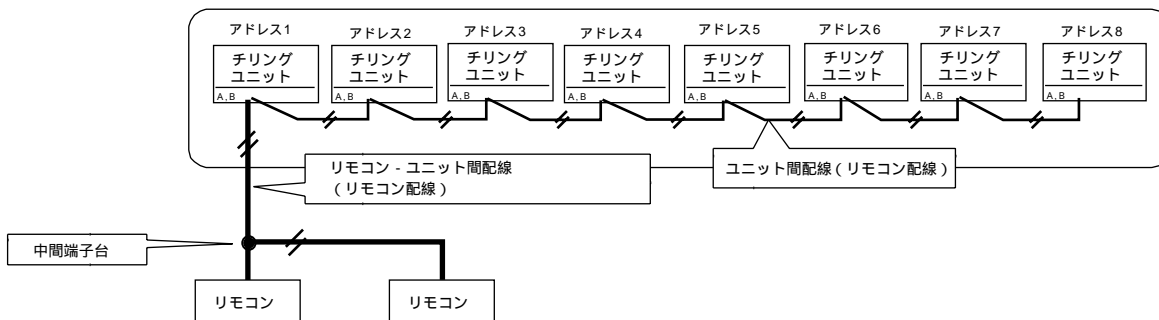 アドレス1
アドレス2
アドレス3
アドレス4
アドレス5
アドレス6
アドレス7
アドレス8
チリング
ユニット
A,B
チリング
ユニット
A,B
チリング
ユニット
A,B
チリング
ユニット
A,B
チリング
ユニット
A,B
チリング
ユニット
A,B
チリング
ユニット
A,B
チリング
ユニット
A,B
リモコン - ユニット間配線
(リモコン配線)
ユニット間配線(リモコン配線)
中間端子台
リモコン
リモコン